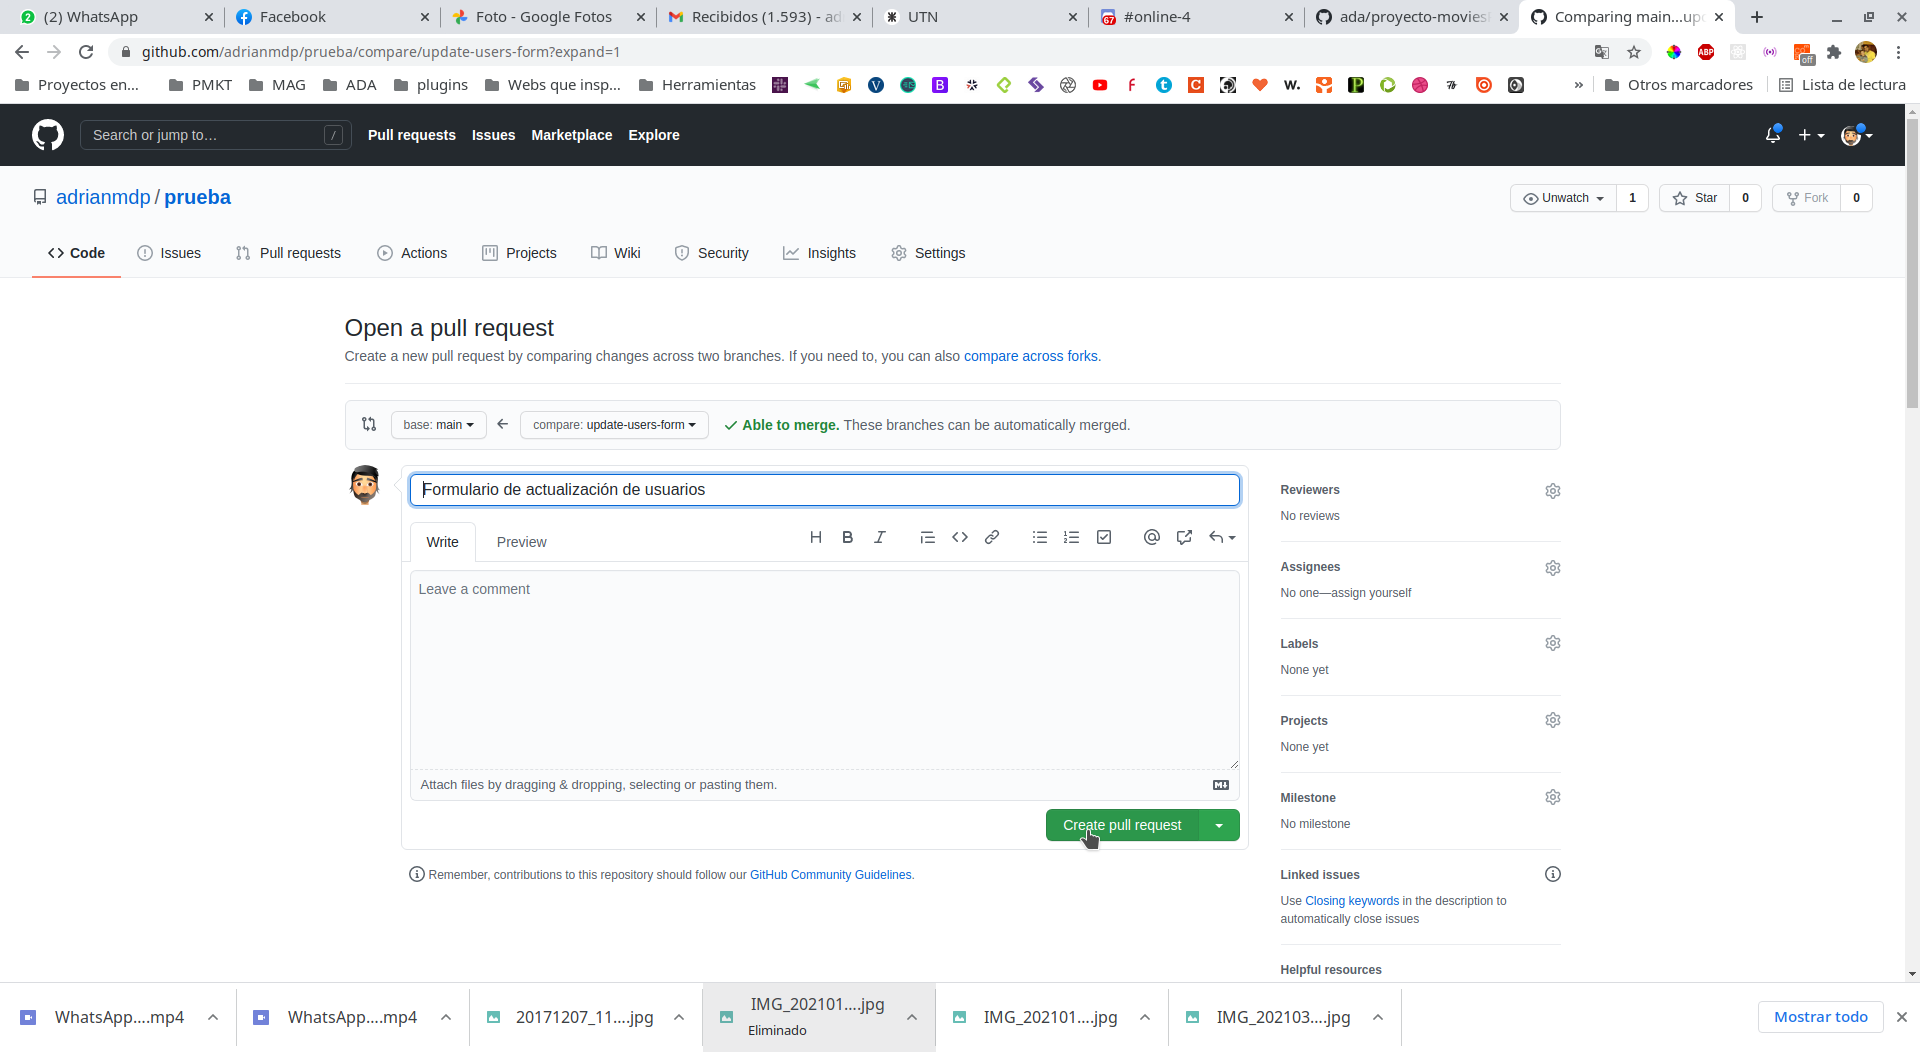 (2) WhatsApp
Facebook
Foto - Google Fotos
Recibidos (1.593) - ad
UTN
#online-4
ada/proyecto-movies
Comparing main...up
github.com/adrianmdp/prueba/compare/update-users-form?expand=1
ABP
off
Proyectos en...
PMKT
MAG
ADA
plugins
Webs que insp...
Herramientas
»
Otros marcadores
Lista de lectura
Search or jump to...
/
Pull requests
Issues
Marketplace
Explore
adrianmdp / prueba
Unwatch
1
Star
0
Fork
0
Code
Issues
Pull requests
Actions
Projects
Wiki
Security
Insights
Settings
Open a pull request
Create a new pull request by comparing changes across two branches. If you need to, you can also compare across forks.
base: main
compare: update-users-form
Able to merge. These branches can be automatically merged.
Formulario de actualización de usuarios
Write
Preview
Leave a comment
Attach files by dragging & dropping, selecting or pasting them.
Create pull request
Remember, contributions to this repository should follow our GitHub Community Guidelines.
Reviewers
No reviews
Assignees
No one—assign yourself
Labels
None yet
Projects
None yet
Milestone
No milestone
Linked issues
Use Closing keywords in the description to
automatically close issues
Helpful resources
WhatsApp....mp4
WhatsApp....mp4
20171207_11....jpg
IMG_202101....jpg
Eliminado
IMG_202101....jpg
IMG_202103....jpg
Mostrar todo